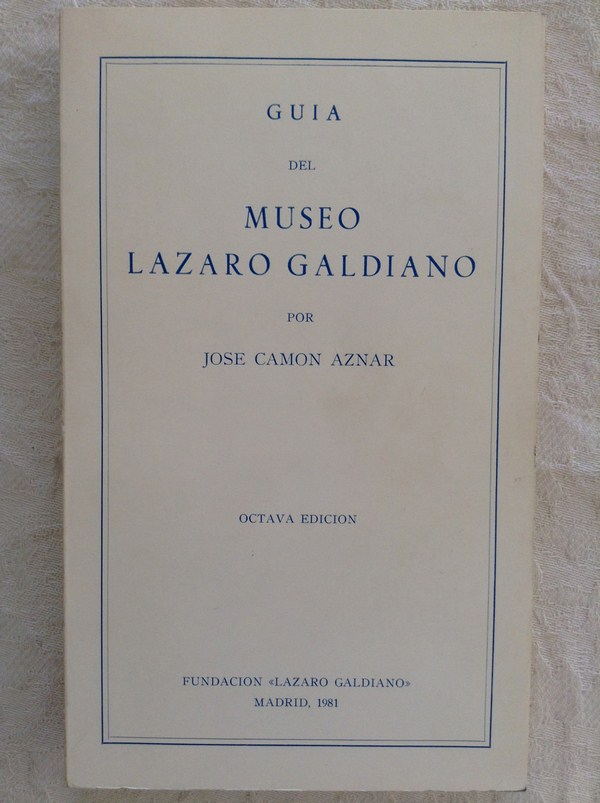 GUIA
DEL
MUSEO
LAZARO GALDIANO
POR
JOSE CAMON AZNAR
OCTAVA EDICION
FUNDACION «LAZARO GALDIANO»
MADRID, 1981